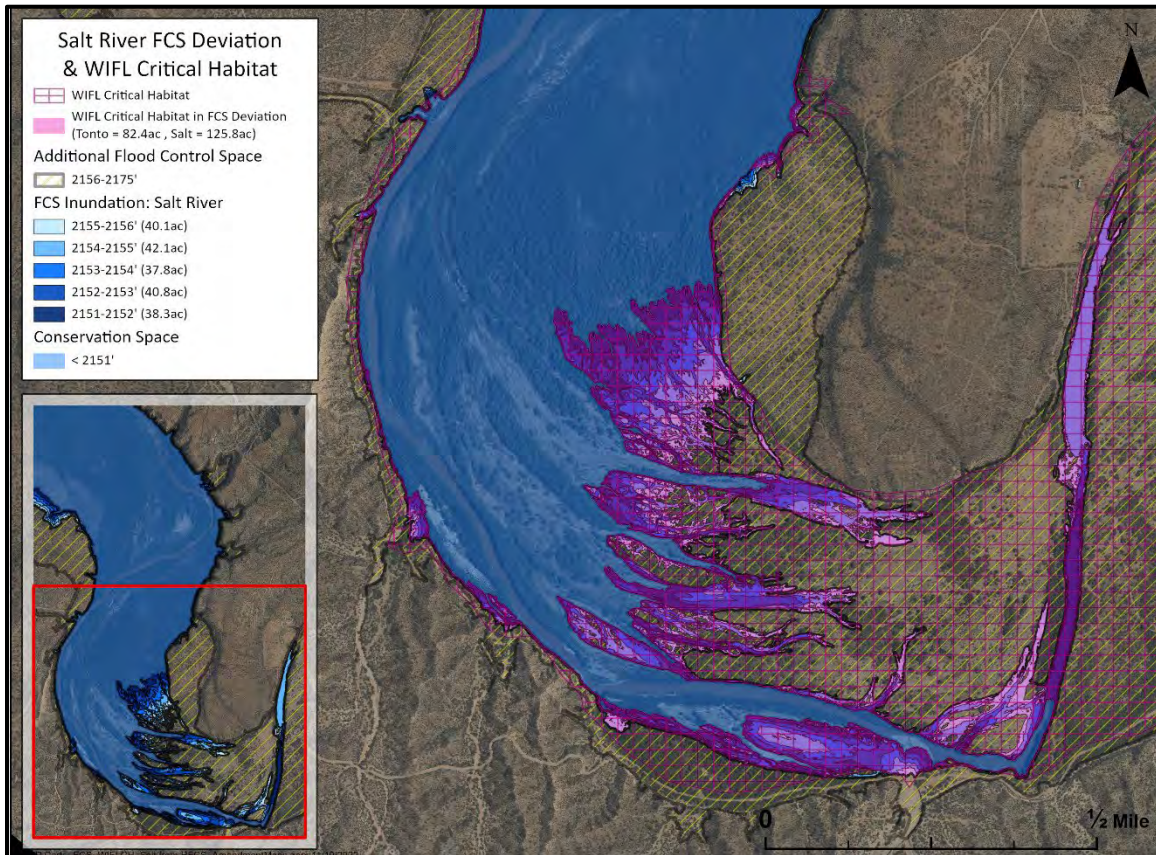 Salt River FCS Deviation
& WIFL Critical Habitat
WIFL Critical Habitat
WIFL Critical Habitat in FCS Deviation
(Tonto = 82.4ac , Salt = 125.8ac)
Additional Flood Control Space
2156-2175'
FCS Inundation: Salt River
2155-2156' (40.1ac)
2154-2155' (42.1ac)
2153-2154' (37.8ac)
2152-2153' (40.8ac)
2151-2152' (38.3ac)
Conservation Space
< 2151'
N
0
½ Mile